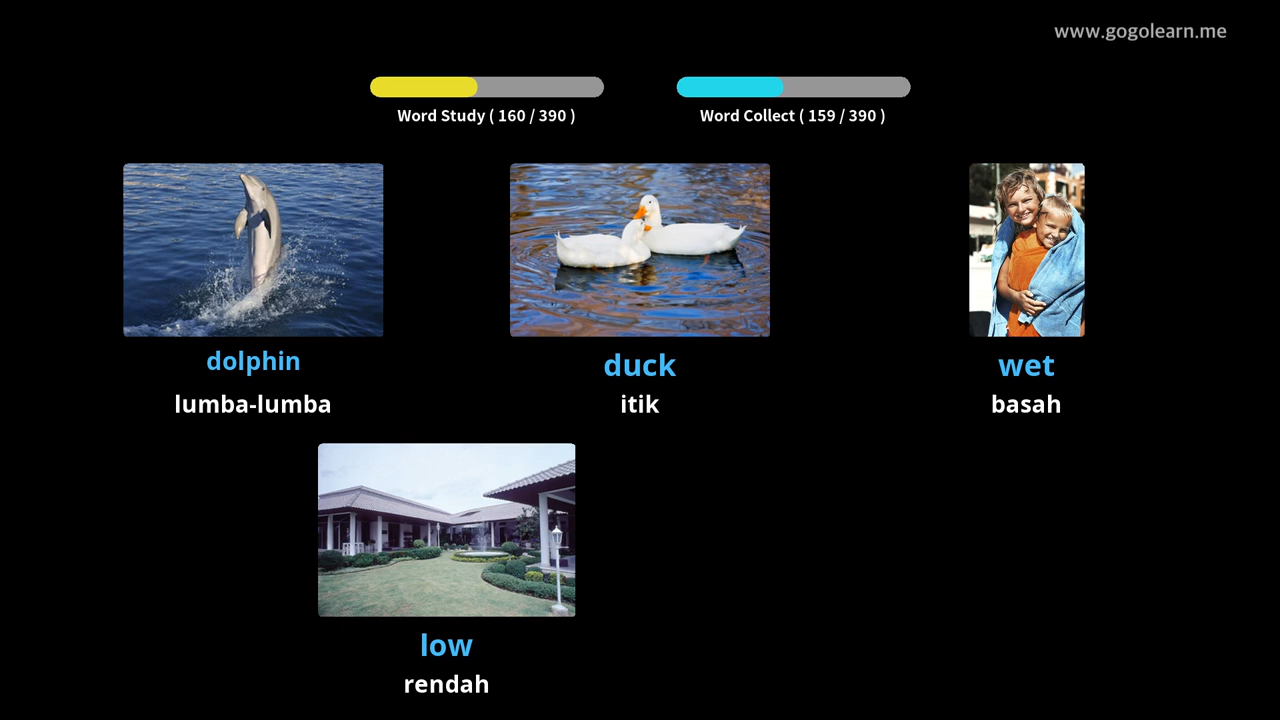 www.gogolearn.me
Word Study ( 160 / 390 )
Word Collect ( 159 / 390 )
dolphin
lumba-lumba
duck
itik
wet
basah
low
rendah